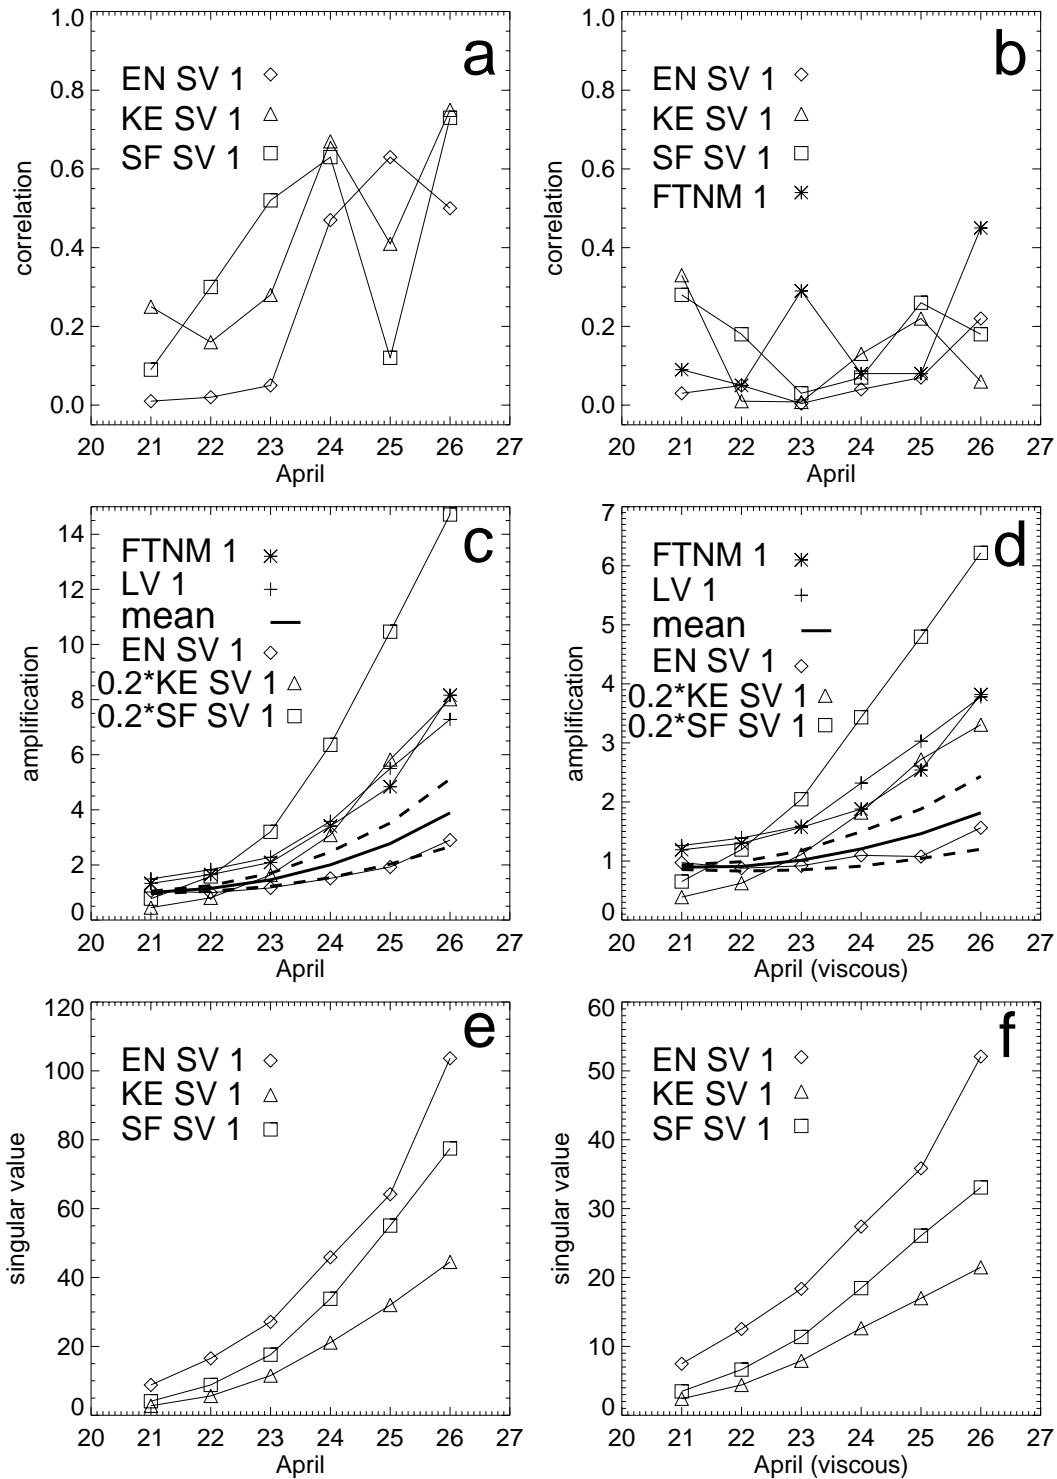 a
EN SV 1
KE SV 1
SF SV 1
1.0
0.8
0.6
0.4
0.2
0.0
correlation
20 21 22 23 24 25 26 27
April
b
EN SV 1
KE SV 1
SF SV 1
FTNM 1
1.0
0.8
0.6
0.4
0.2
0.0
correlation
20 21 22 23 24 25 26 27
April
c
FTNM 1
LV 1
mean
EN SV 1
0.2*KE SV 1
0.2*SF SV 1
14
12
10
8
6
4
2
0
amplification
20 21 22 23 24 25 26 27
April
d
FTNM 1
LV 1
mean
EN SV 1
0.2*KE SV 1
0.2*SF SV 1
7
6
5
4
3
2
1
0
amplification
20 21 22 23 24 25 26 27
April (viscous)
e
EN SV 1
KE SV 1
SF SV 1
120
100
80
60
40
20
0
singular value
20 21 22 23 24 25 26 27
April
f
EN SV 1
KE SV 1
SF SV 1
60
50
40
30
20
10
0
singular value
20 21 22 23 24 25 26 27
April (viscous)